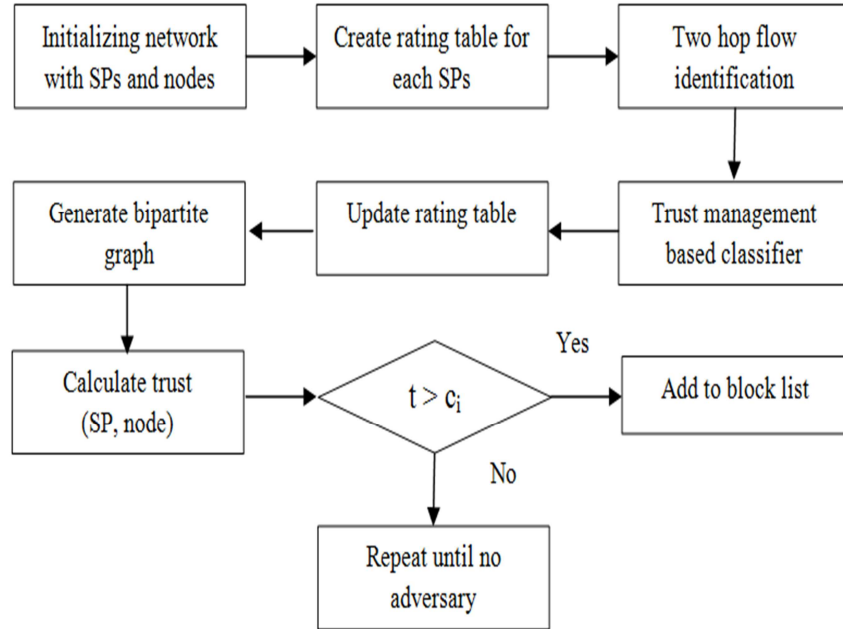 Initializing network
with SPs and nodes
Create rating table for
each SPs
Two hop flow
identification
Trust management
based classifier
Update rating table
Generate bipartite
graph
Calculate trust
(SP, node)
t > cᵢ
Yes
Add to block list
No
Repeat until no
adversary